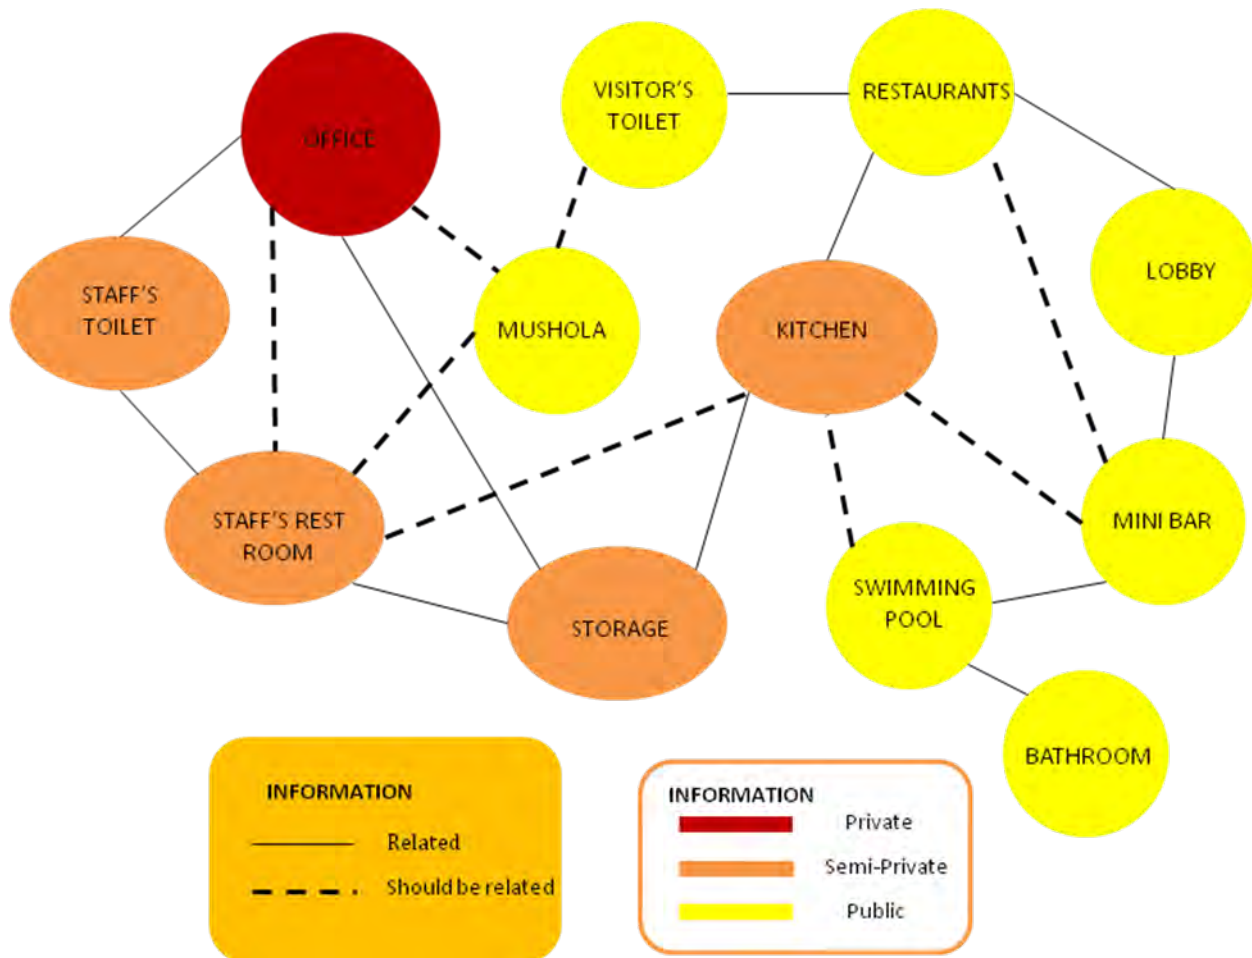 OFFICE
VISITOR'S
TOILET
RESTAURANTS
LOBBY
STAFF'S
TOILET
MUSHOLA
KITCHEN
STAFF'S REST
ROOM
MINI BAR
SWIMMING
POOL
STORAGE
BATHROOM
INFORMATION
Related
Should be related
INFORMATION
Private
Semi-Private
Public